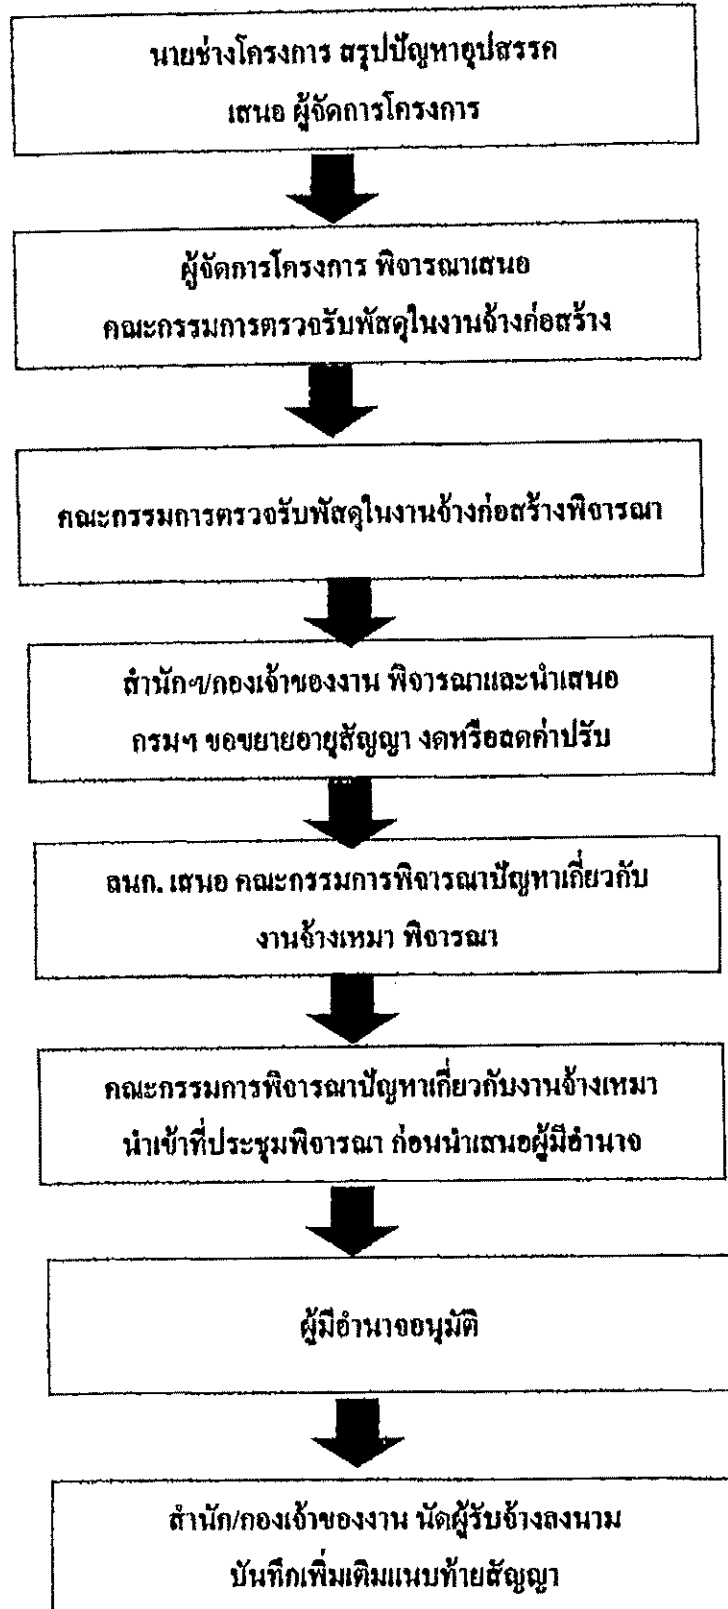 นายช่างโครงการ สรุปปัญหาอุปสรรค
เสนอ ผู้จัดการโครงการ
ผู้จัดการโครงการ พิจารณาเสนอ
คณะกรรมการตรวจรับพัสดุในงานจ้างก่อสร้าง
คณะกรรมการตรวจรับพัสดุในงานจ้างก่อสร้างพิจารณา
สำนักฯ/กองเจ้าของงาน พิจารณาและนำเสนอ
กรมฯ ขอขยายอายุสัญญา งดหรือลดค่าปรับ
ลนก. เสนอ คณะกรรมการพิจารณาปัญหาเกี่ยวกับ
งานจ้างเหมา พิจารณา
คณะกรรมการพิจารณาปัญหาเกี่ยวกับงานจ้างเหมา
นำเข้าที่ประชุมพิจารณา ก่อนนำเสนอผู้มีอำนาจ
ผู้มีอำนาจอนุมัติ
สำนัก/กองเจ้าของงาน นัดผู้รับจ้างลงนาม
บันทึกเพิ่มเติมแนบท้ายสัญญา